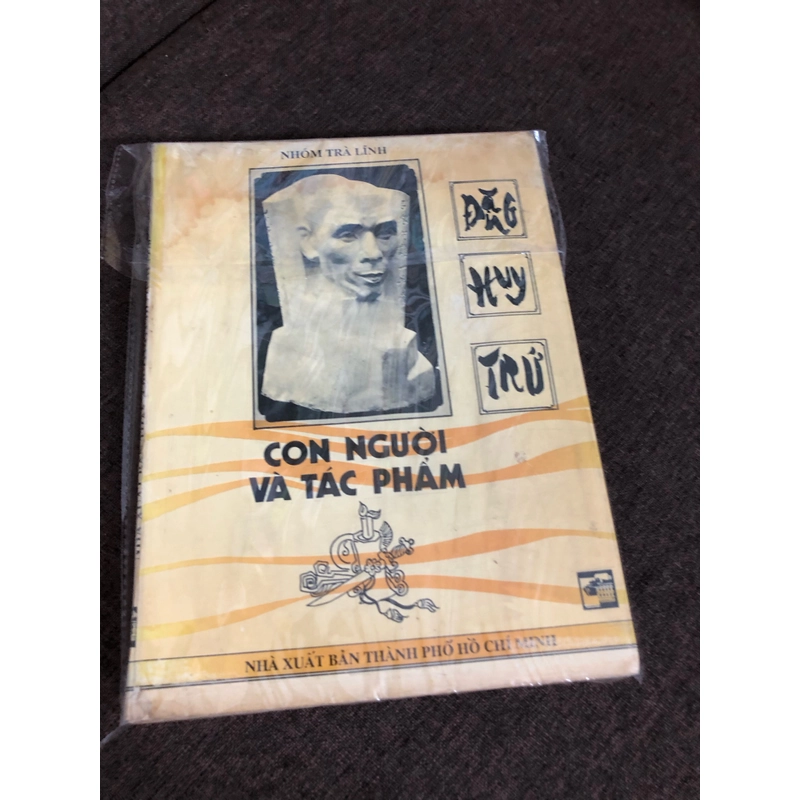 NHÓM TRÀ LĨNH
ĐẶNG
HUY
TRỨ
CON NGƯỜI
VÀ TÁC PHẨM
NHÀ XUẤT BẢN THÀNH PHỐ HỒ CHÍ MINH